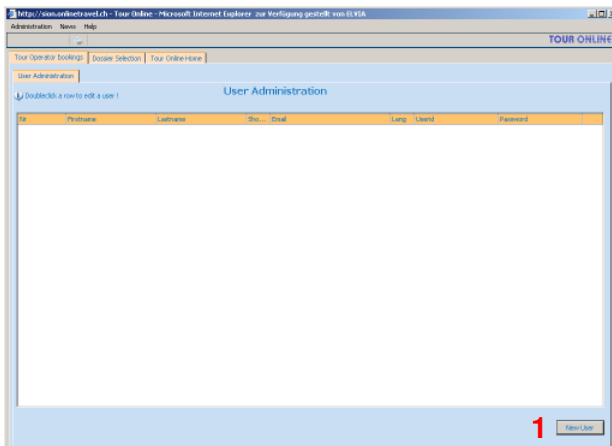 http://sion.onlinetravel.ch - Tour Online - Microsoft Internet Explorer zur Verfügung gestellt von ELVIA
Administration News Help
TOUR ONLINE
Tour Operator bookings Dossier Selection Tour Online Home
User Administration
Doubleclick a row to edit a user !
User Administration
Nr Firstname Lastname Sho... Email Lang Userid Password
1 New User